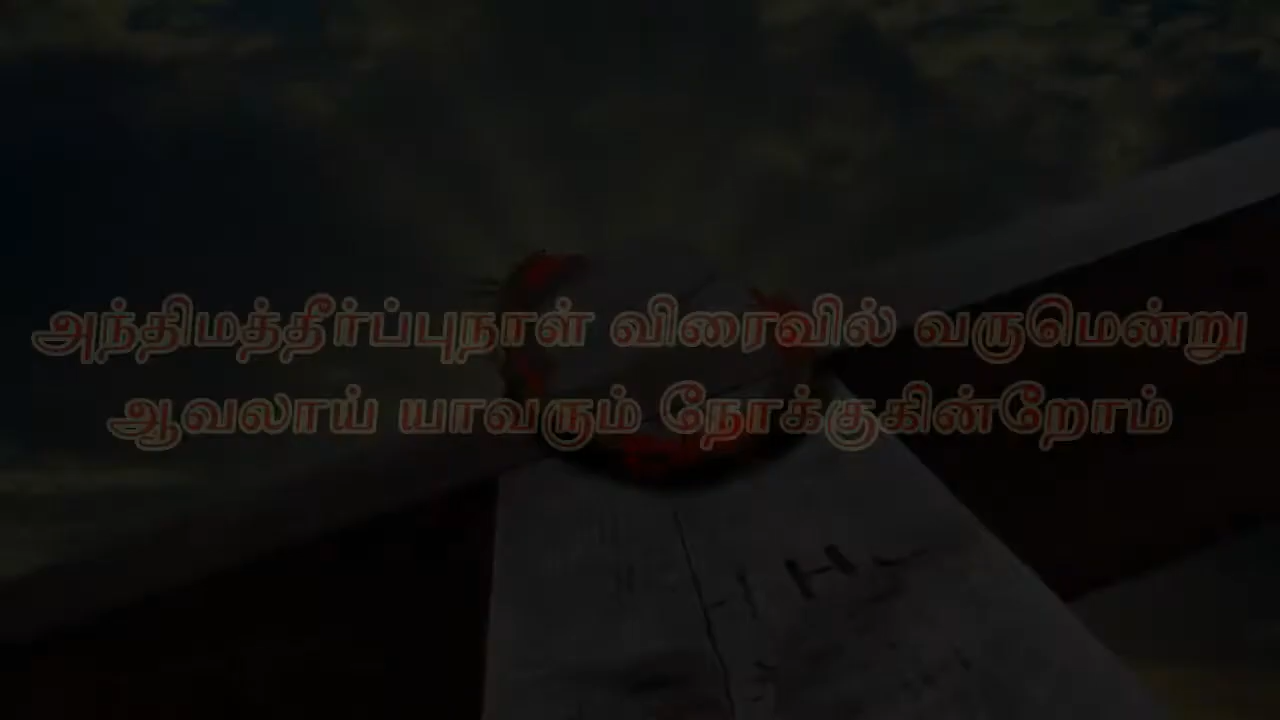 அந்திமத்தீர்ப்புநாள் விரைவில் வருமென்று
ஆவலாய் யாவரும் நோக்குகின்றோம்